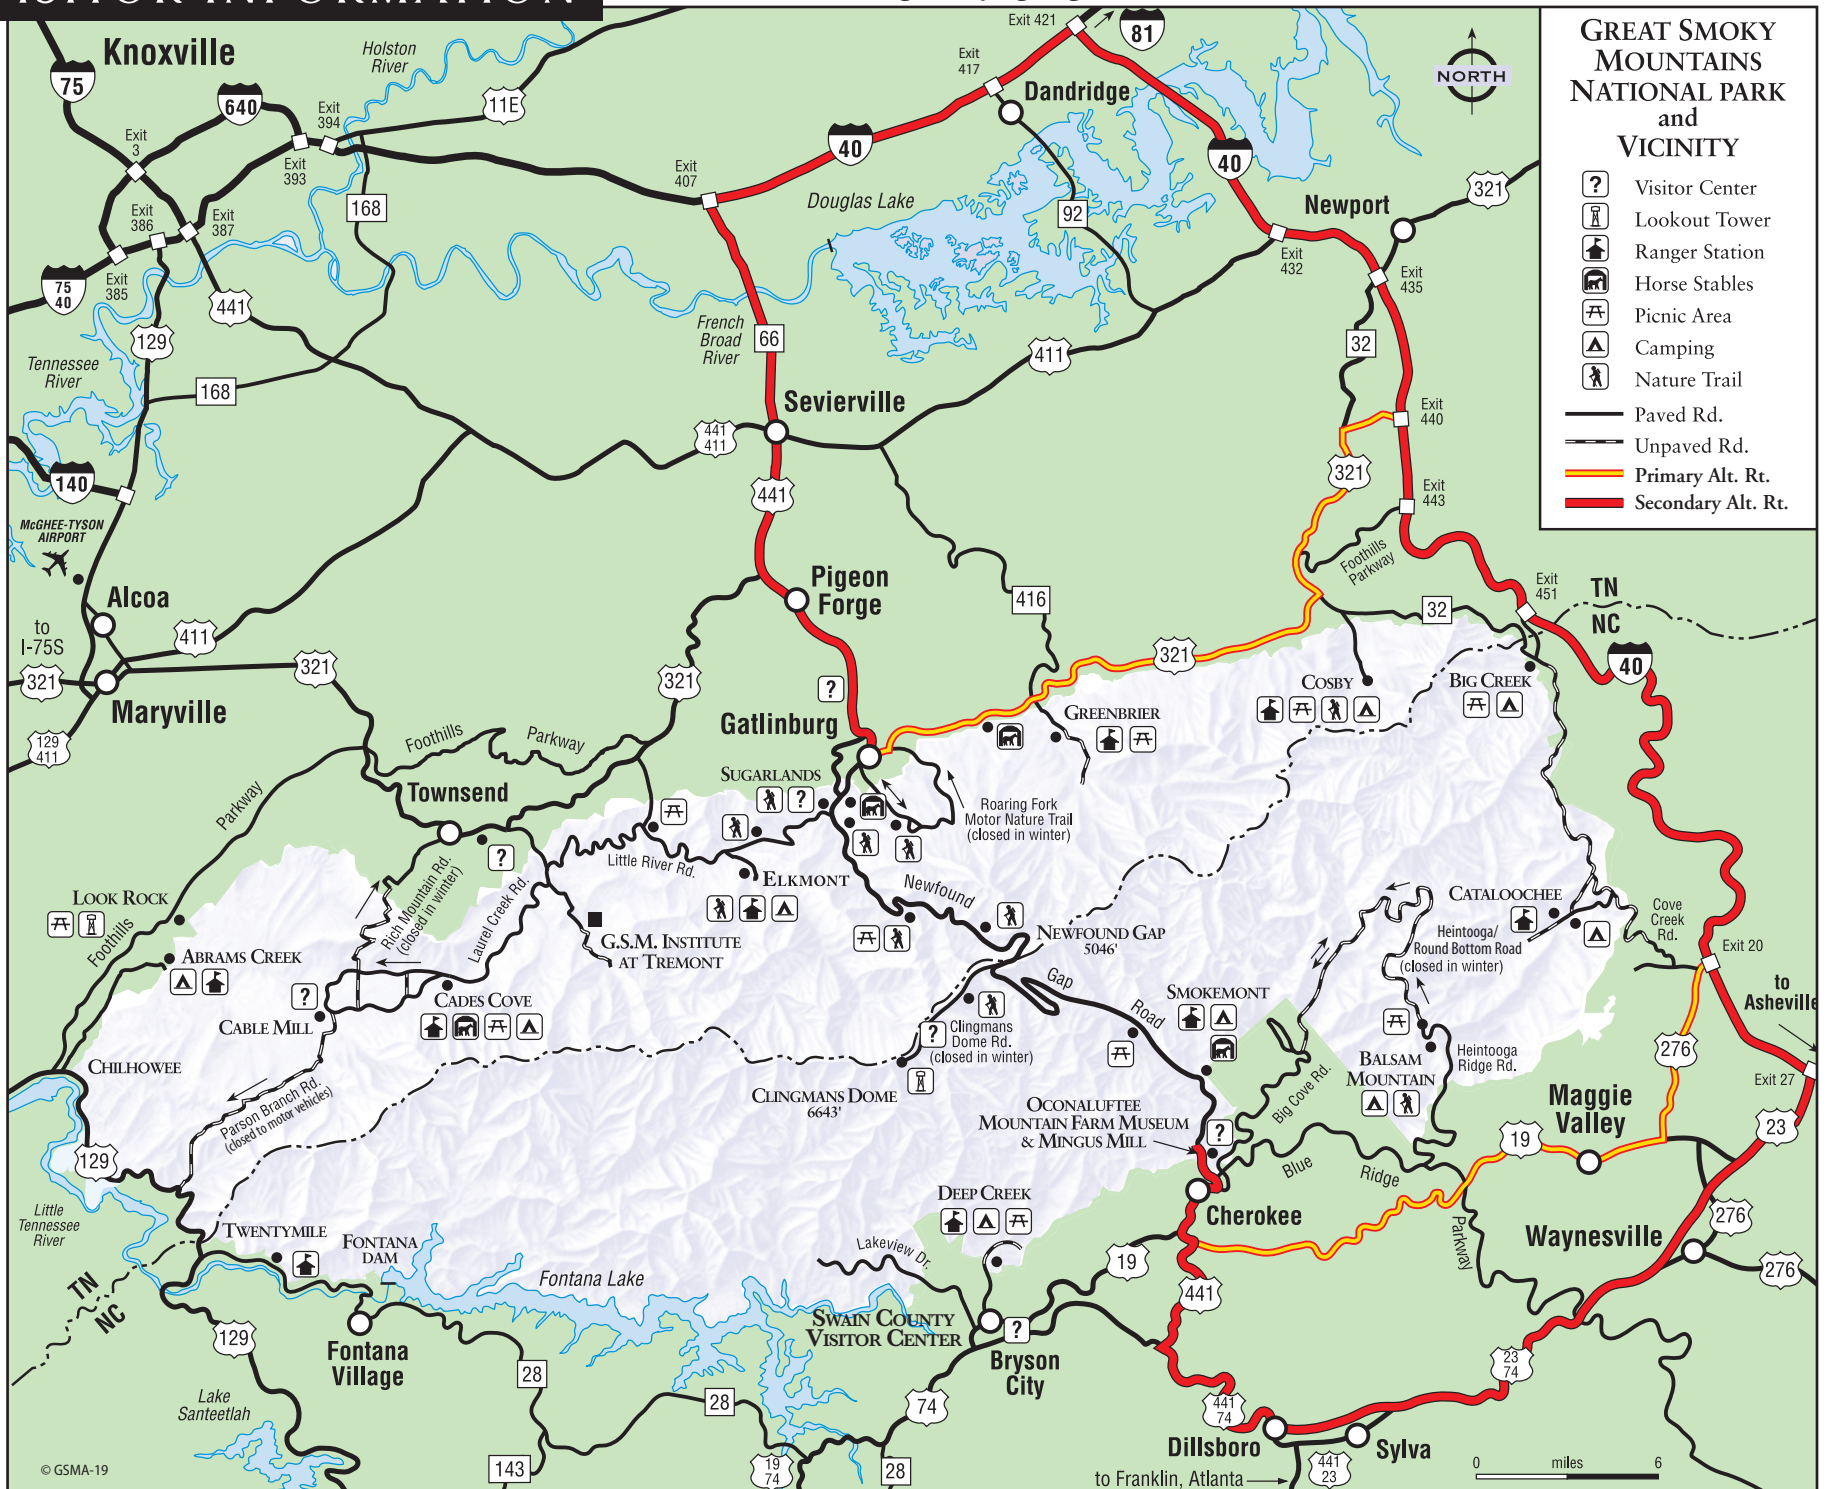 GREAT SMOKY
MOUNTAINS
NATIONAL PARK
and
VICINITY
? Visitor Center
Lookout Tower
Ranger Station
Horse Stables
Picnic Area
Camping
Nature Trail
Paved Rd.
Unpaved Rd.
Primary Alt. Rt.
Secondary Alt. Rt.
NORTH
Knoxville
Holston
River
75
640
Exit
3
Exit
394
Exit
393
11E
Exit
386
Exit
387
Exit
385
75
40
168
441
129
Tennessee
River
168
Exit
407
40
Exit
417
Exit 421
81
Dandridge
40
Douglas Lake
92
Newport
321
Exit
432
Exit
435
French
Broad
River
66
411
32
Sevierville
441
411
Exit
440
321
Exit
443
140
McGHEE-TYSON
AIRPORT
441
Foothills
Parkway
Alcoa
Pigeon
Forge
416
32
Exit
451
TN
NC
to
I-75S
411
321
321
321
321
40
Maryville
?
129
411
Gatlinburg
GREENBRIER
COSBY
BIG CREEK
Foothills
Parkway
SUGARLANDS
?
Townsend
Parkway
Roaring Fork
Motor Nature Trail
(closed in winter)
?
Little River Rd.
ELKMONT
Rich Mountain Rd.
(closed in winter)
Laurel Creek Rd.
Newfound
LOOK ROCK
Foothills
CATALOOCHEE
Cove
Creek
Rd.
G.S.M. INSTITUTE
AT TREMONT
NEWFOUND GAP
5046'
Heintooga/
Round Bottom Road
(closed in winter)
Exit 20
ABRAMS CREEK
Gap
Road
to
Asheville
?
CADES COVE
CABLE MILL
SMOKEMONT
Clingmans
Dome Rd.
(closed in winter)
?
276
Heintooga
Ridge Rd.
BALSAM
MOUNTAIN
Exit 27
CHILHOWEE
Parson Branch Rd.
(closed to motor vehicles)
CLINGMANS DOME
6643'
OCONALUFTEE
MOUNTAIN FARM MUSEUM
& MINGUS MILL
?
Big Cove Rd.
Maggie
Valley
23
19
129
Blue
Ridge
Parkway
DEEP CREEK
Cherokee
276
Little
Tennessee
River
TWENTYMILE
FONTANA
DAM
Lakeview Dr.
Waynesville
19
276
TN
NC
Fontana Lake
441
SWAIN COUNTY
VISITOR CENTER
?
129
Fontana
Village
Bryson
City
23
74
28
28
Lake
Santeetlah
74
441
74
Dillsboro
Sylva
© GSMA-19
143
19
74
28
to Franklin, Atlanta
441
23
0 miles 6